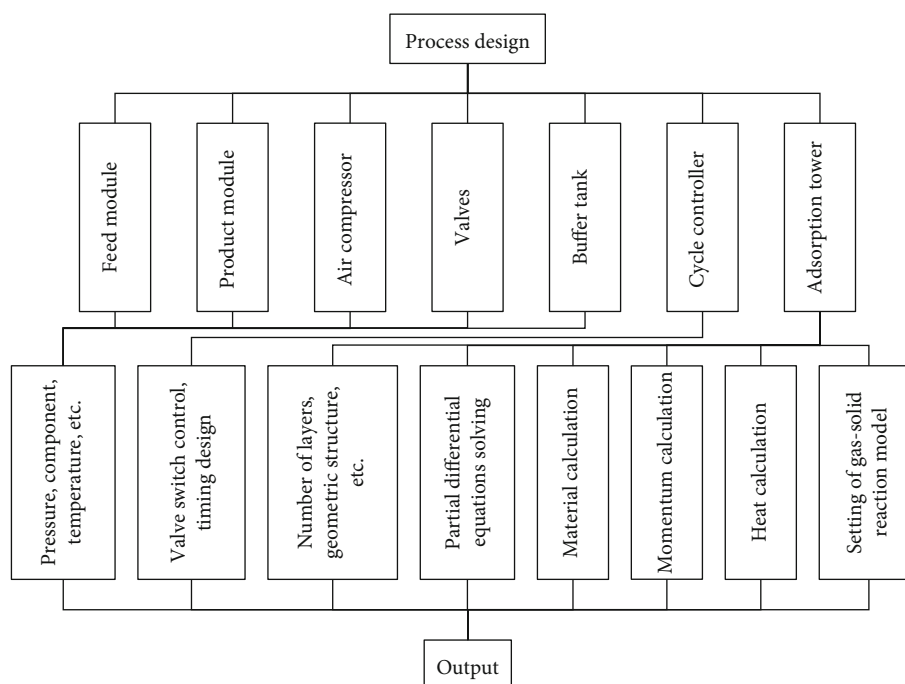 Process design
Feed module
Product module
Air compressor
Valves
Buffer tank
Cycle controller
Adsorption tower
Pressure, component,
temperature, etc.
Valve switch control,
timing design
Number of layers,
geometric structure,
etc.
Partial differential
equations solving
Material calculation
Momentum calculation
Heat calculation
Setting of gas-solid
reaction model
Output